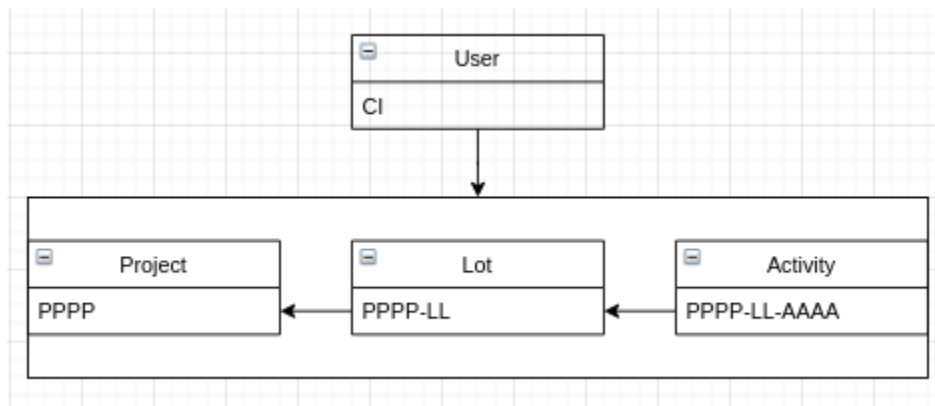 User
CI
Project
Lot
Activity
PPPP
PPPP-LL
PPPP-LL-AAAA